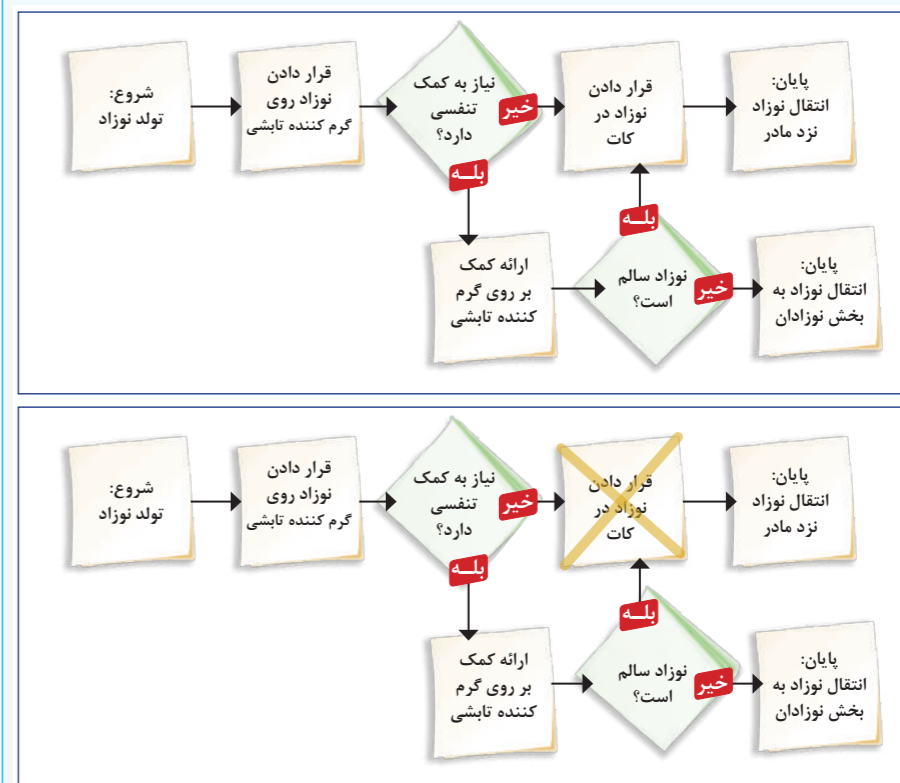 شروع:
تولد نوزاد
قرار دادن
نوزاد روی
گرم کننده تابشی
نیاز به کمک
تنفسی
دارد؟
خیر
بلــه
قرار دادن
نوزاد در
کات
پایان:
انتقال نوزاد
نزد مادر
ارائه کمک
بر روی گرم
کننده تابشی
نوزاد سالم
است؟
بلــه
خیر
پایان:
انتقال نوزاد به
بخش نوزادان
شروع:
تولد نوزاد
قرار دادن
نوزاد روی
گرم کننده تابشی
نیاز به کمک
تنفسی
دارد؟
خیر
بلــه
قرار دادن
نوزاد در
کات
پایان:
انتقال نوزاد
نزد مادر
ارائه کمک
بر روی گرم
کننده تابشی
نوزاد سالم
است؟
بلــه
خیر
پایان:
انتقال نوزاد به
بخش نوزادان